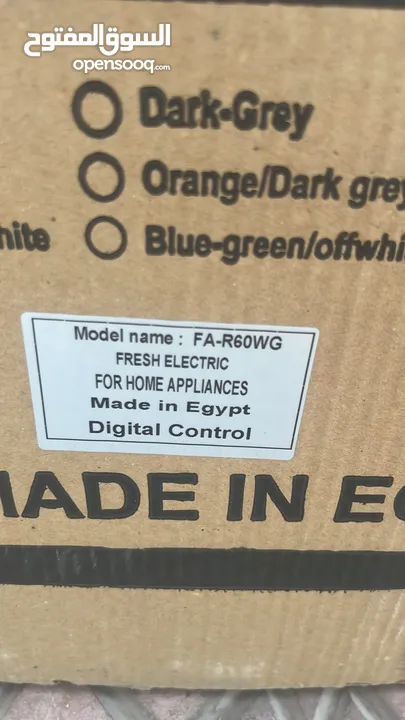 السوق المفتوح
opensooq.com
Dark-Grey
Orange/Dark grey
Blue-green/offwhi
Model name : FA-R60WG
FRESH ELECTRIC
FOR HOME APPLIANCES
Made in Egypt
Digital Control
MADE IN